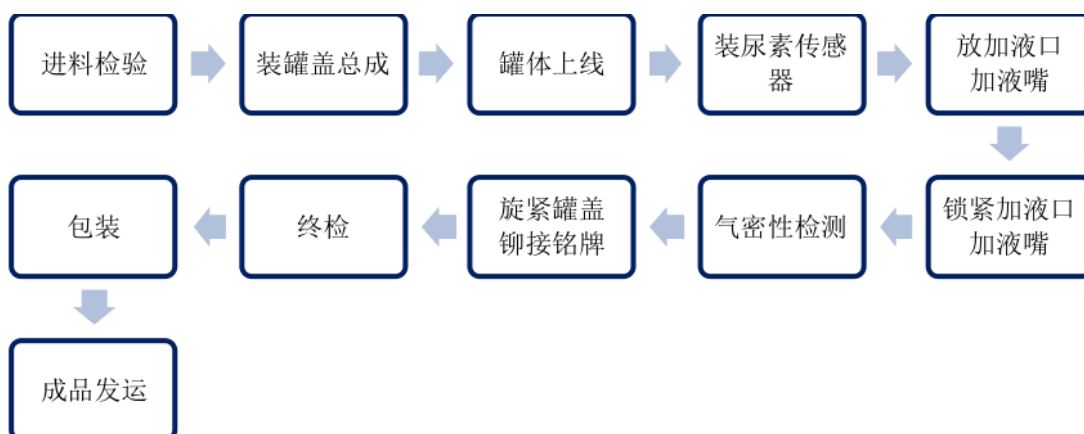 进料检验
装罐盖总成
罐体上线
装尿素传感
器
放加液口
加液嘴
锁紧加液口
加液嘴
气密性检测
旋紧罐盖
铆接铭牌
终检
包装
成品发运